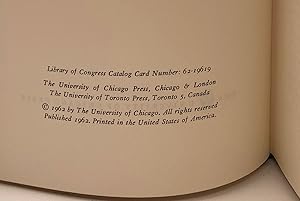 Library of Congress Catalog Card Number: 62-19619
The University of Chicago Press, Chicago & London
The University of Toronto Press, Toronto 5, Canada
© 1962 by The University of Chicago. All rights reserved
Published 1962. Printed in the United States of America.